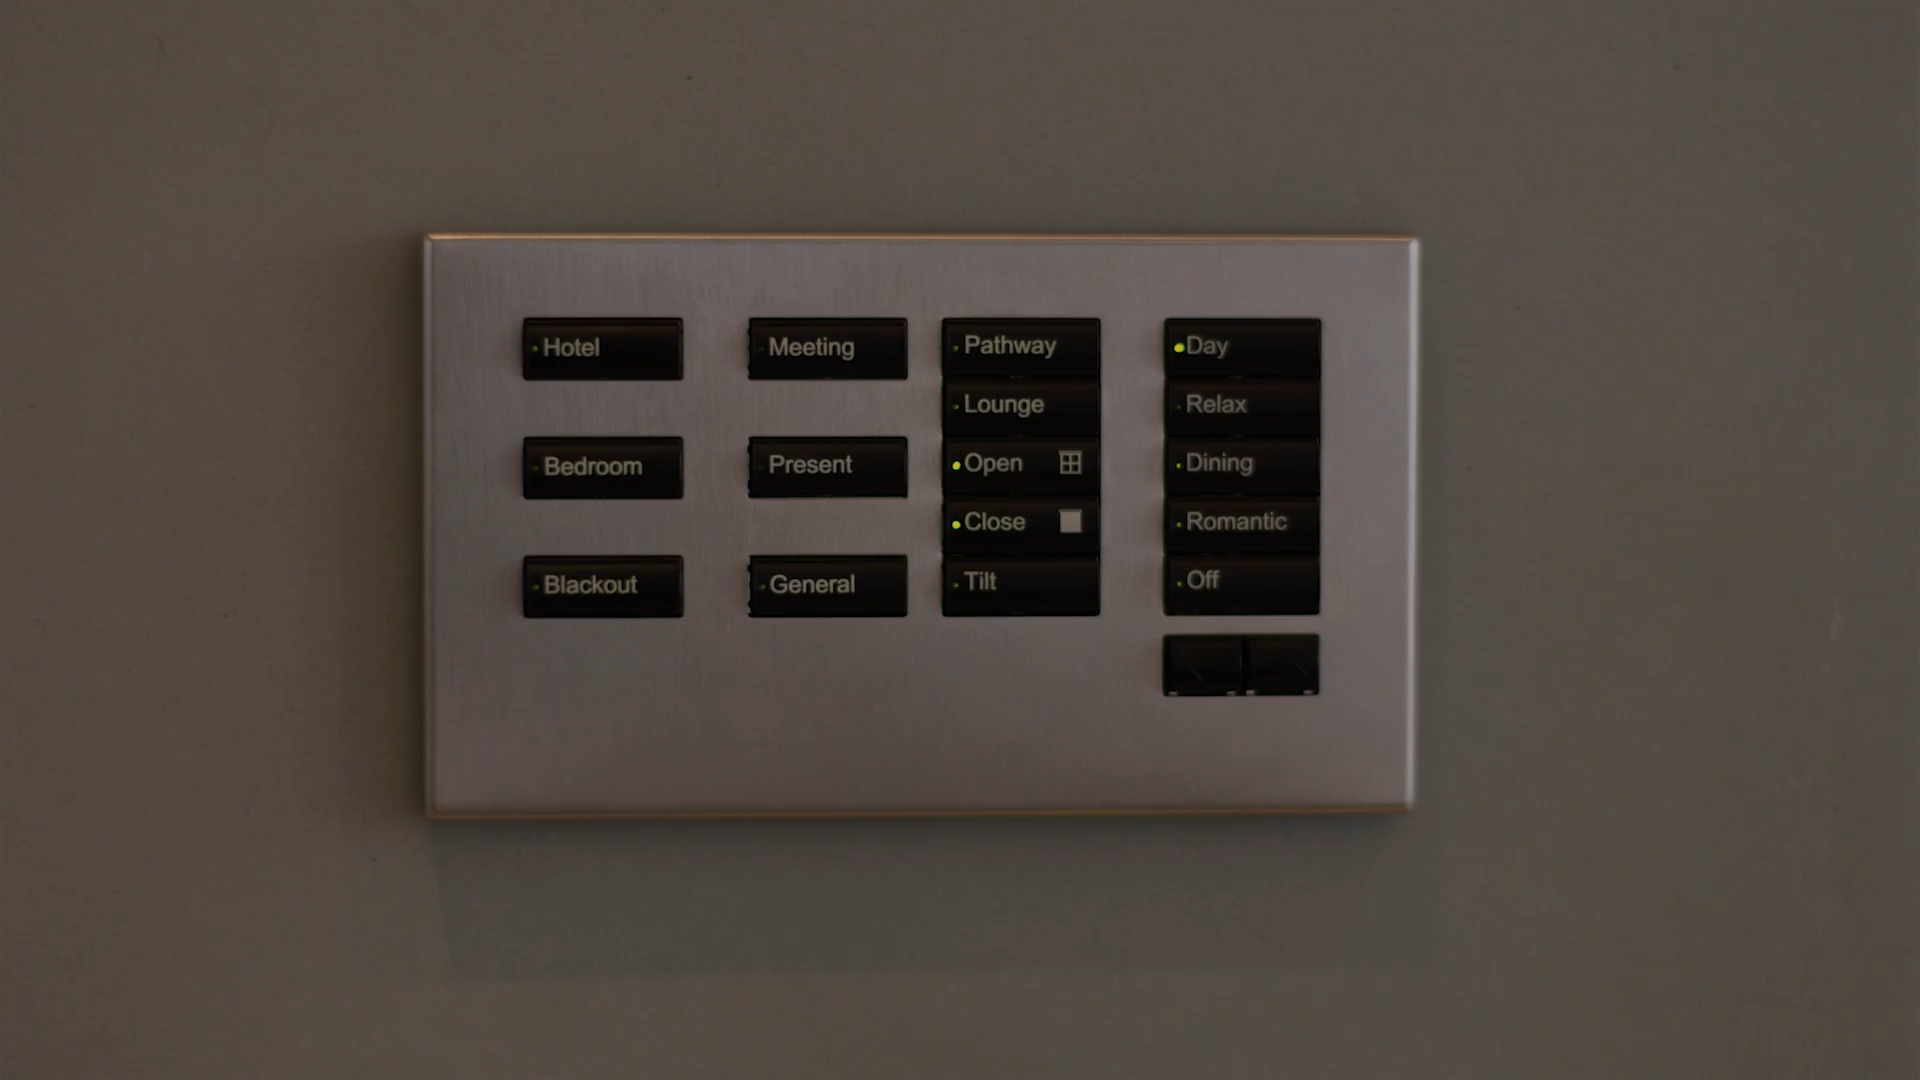 Hotel
Bedroom
Blackout
Meeting
Present
General
Pathway
Lounge
Open
Close
Tilt
Day
Relax
Dining
Romantic
Off